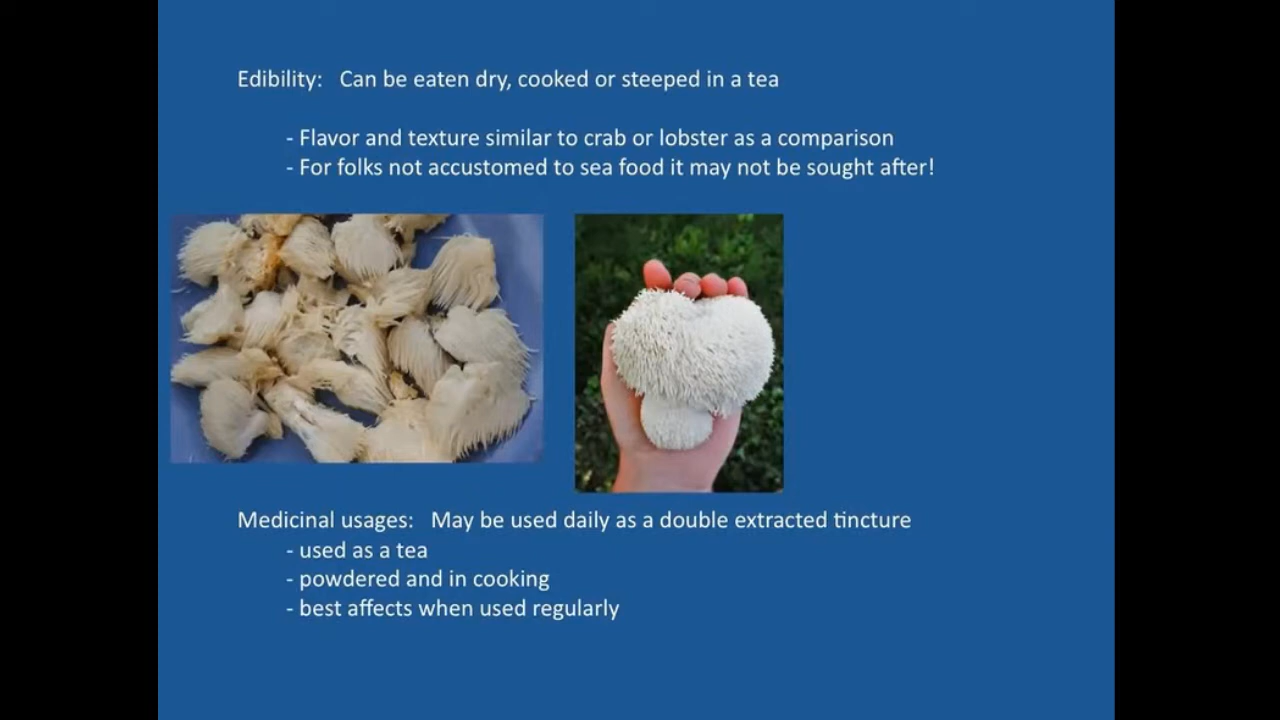 Edibility: Can be eaten dry, cooked or steeped in a tea
- Flavor and texture similar to crab or lobster as a comparison
- For folks not accustomed to sea food it may not be sought after!
Medicinal usages: May be used daily as a double extracted tincture
- used as a tea
- powdered and in cooking
- best affects when used regularly